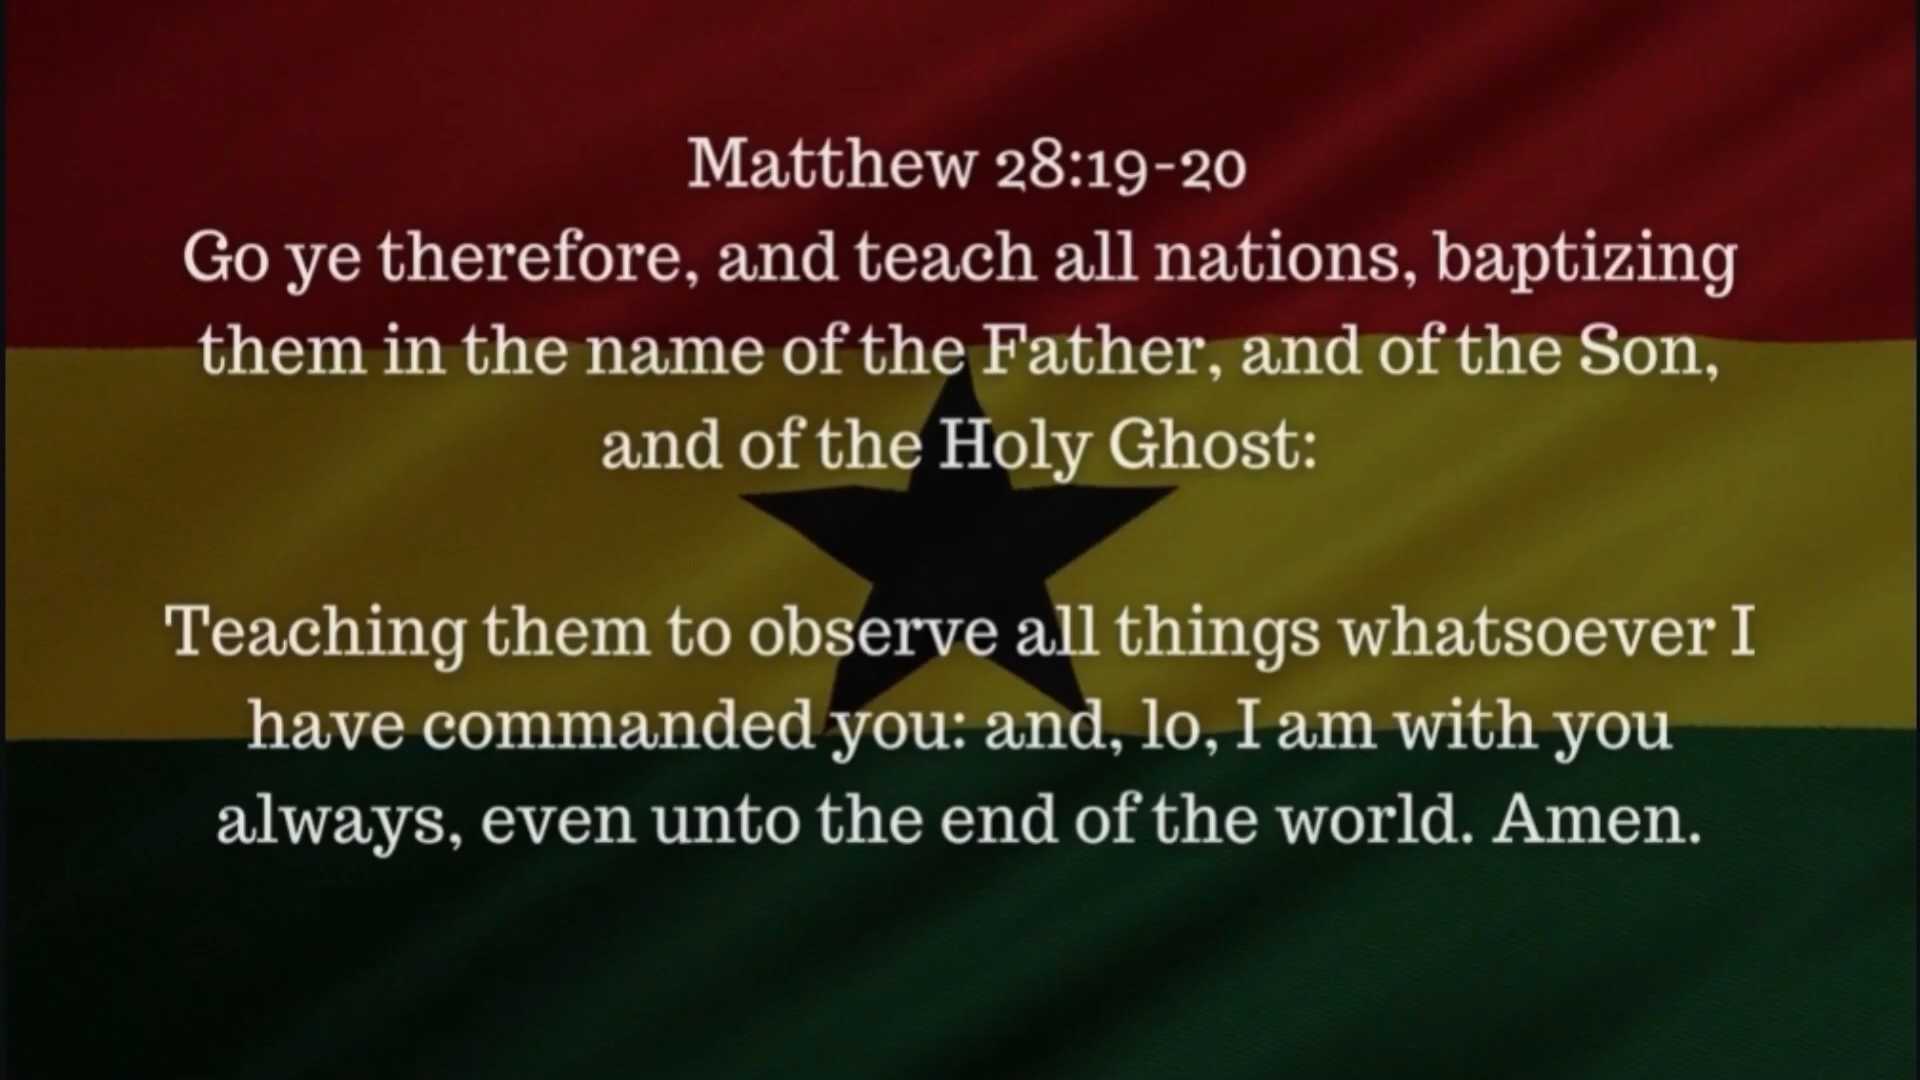 Matthew 28:19-20
Go ye therefore, and teach all nations, baptizing
them in the name of the Father, and of the Son,
and of the Holy Ghost:
Teaching them to observe all things whatsoever I
have commanded you: and, lo, I am with you
always, even unto the end of the world. Amen.